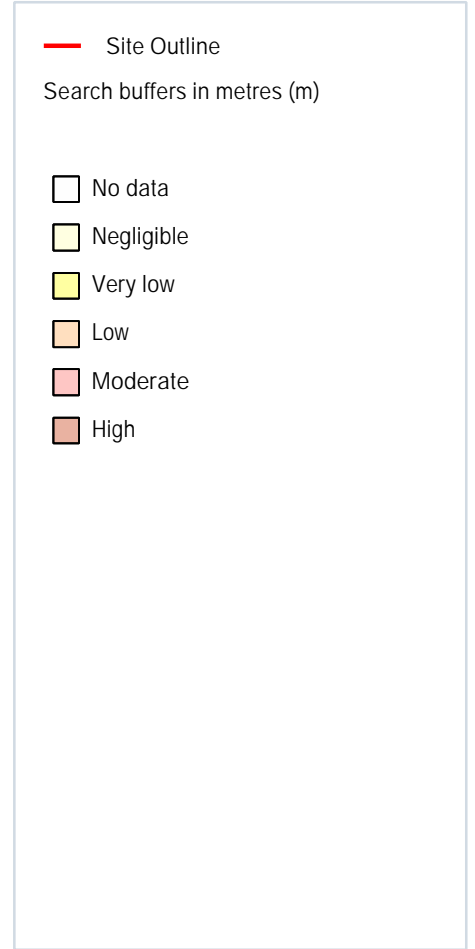 Site Outline
Search buffers in metres (m)
No data
Negligible
Very low
Low
Moderate
High